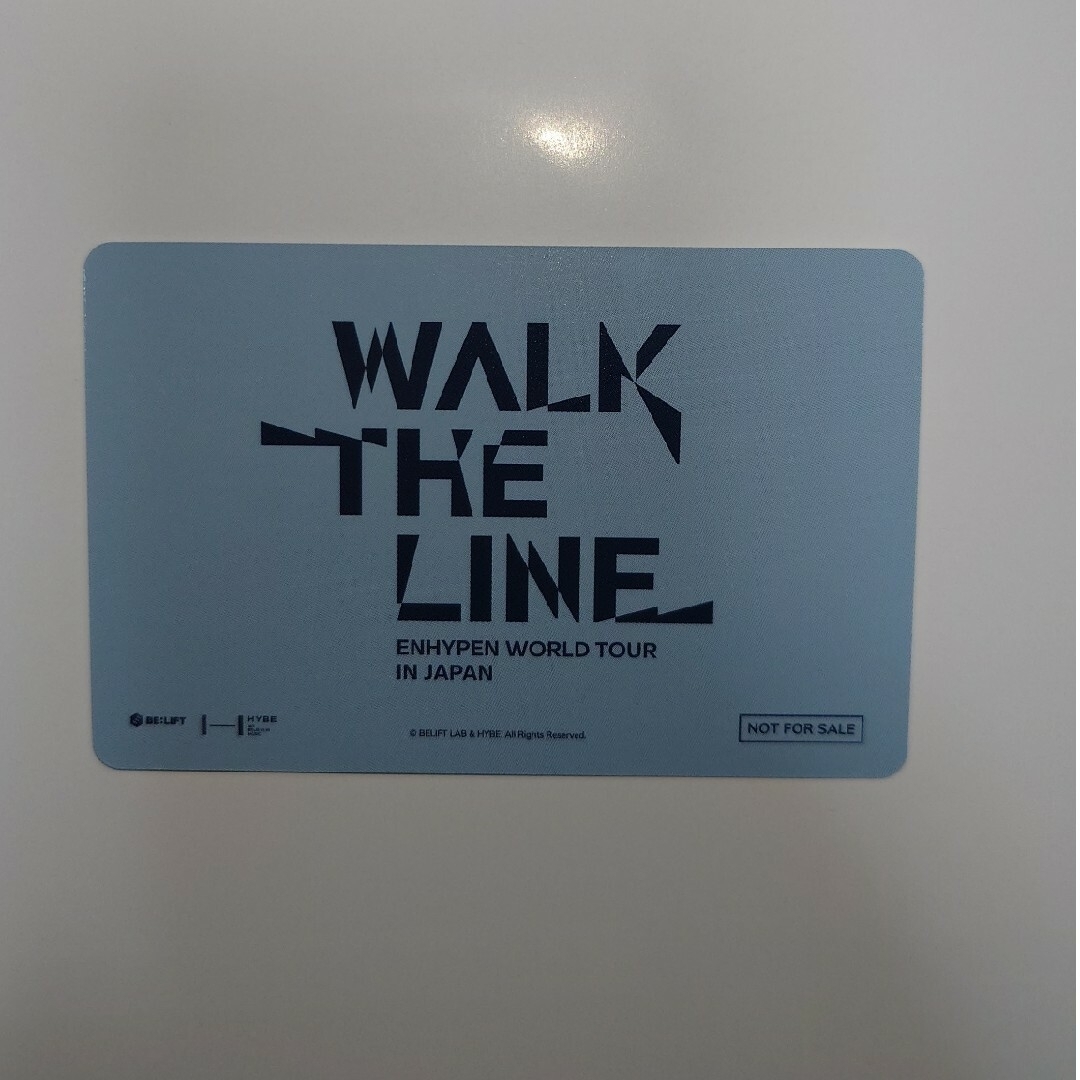 WALK
THE
LINE
ENHYPEN WORLD TOUR
IN JAPAN
BE:LIFT
HYBE
© BELIFT LAB & HYBE. All Rights Reserved.
NOT FOR SALE